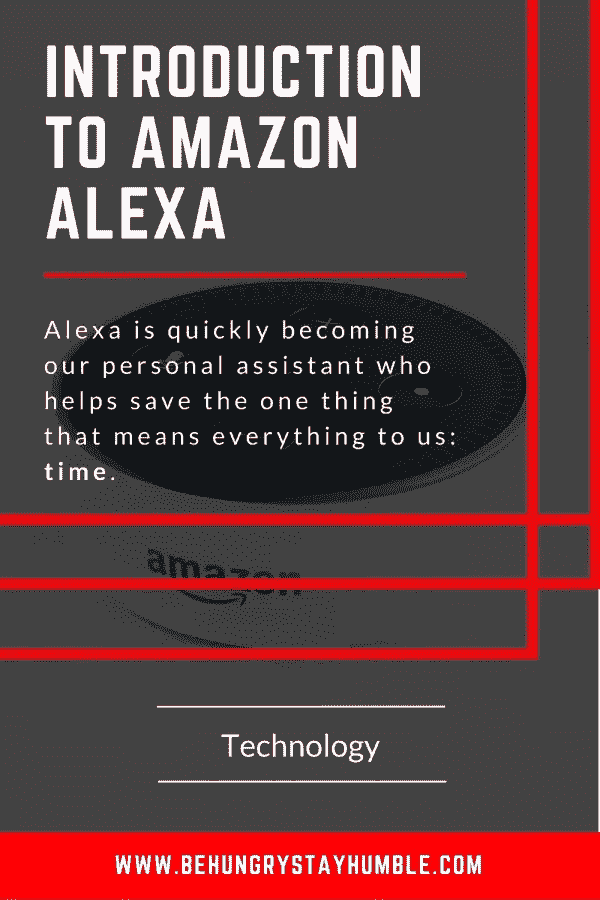 INTRODUCTION
TO AMAZON
ALEXA
Alexa is quickly becoming
our personal assistant who
helps save the one thing
that means everything to us:
time.
amazon
Technology
WWW.BEHUNGRYSTAYHUMBLE.COM